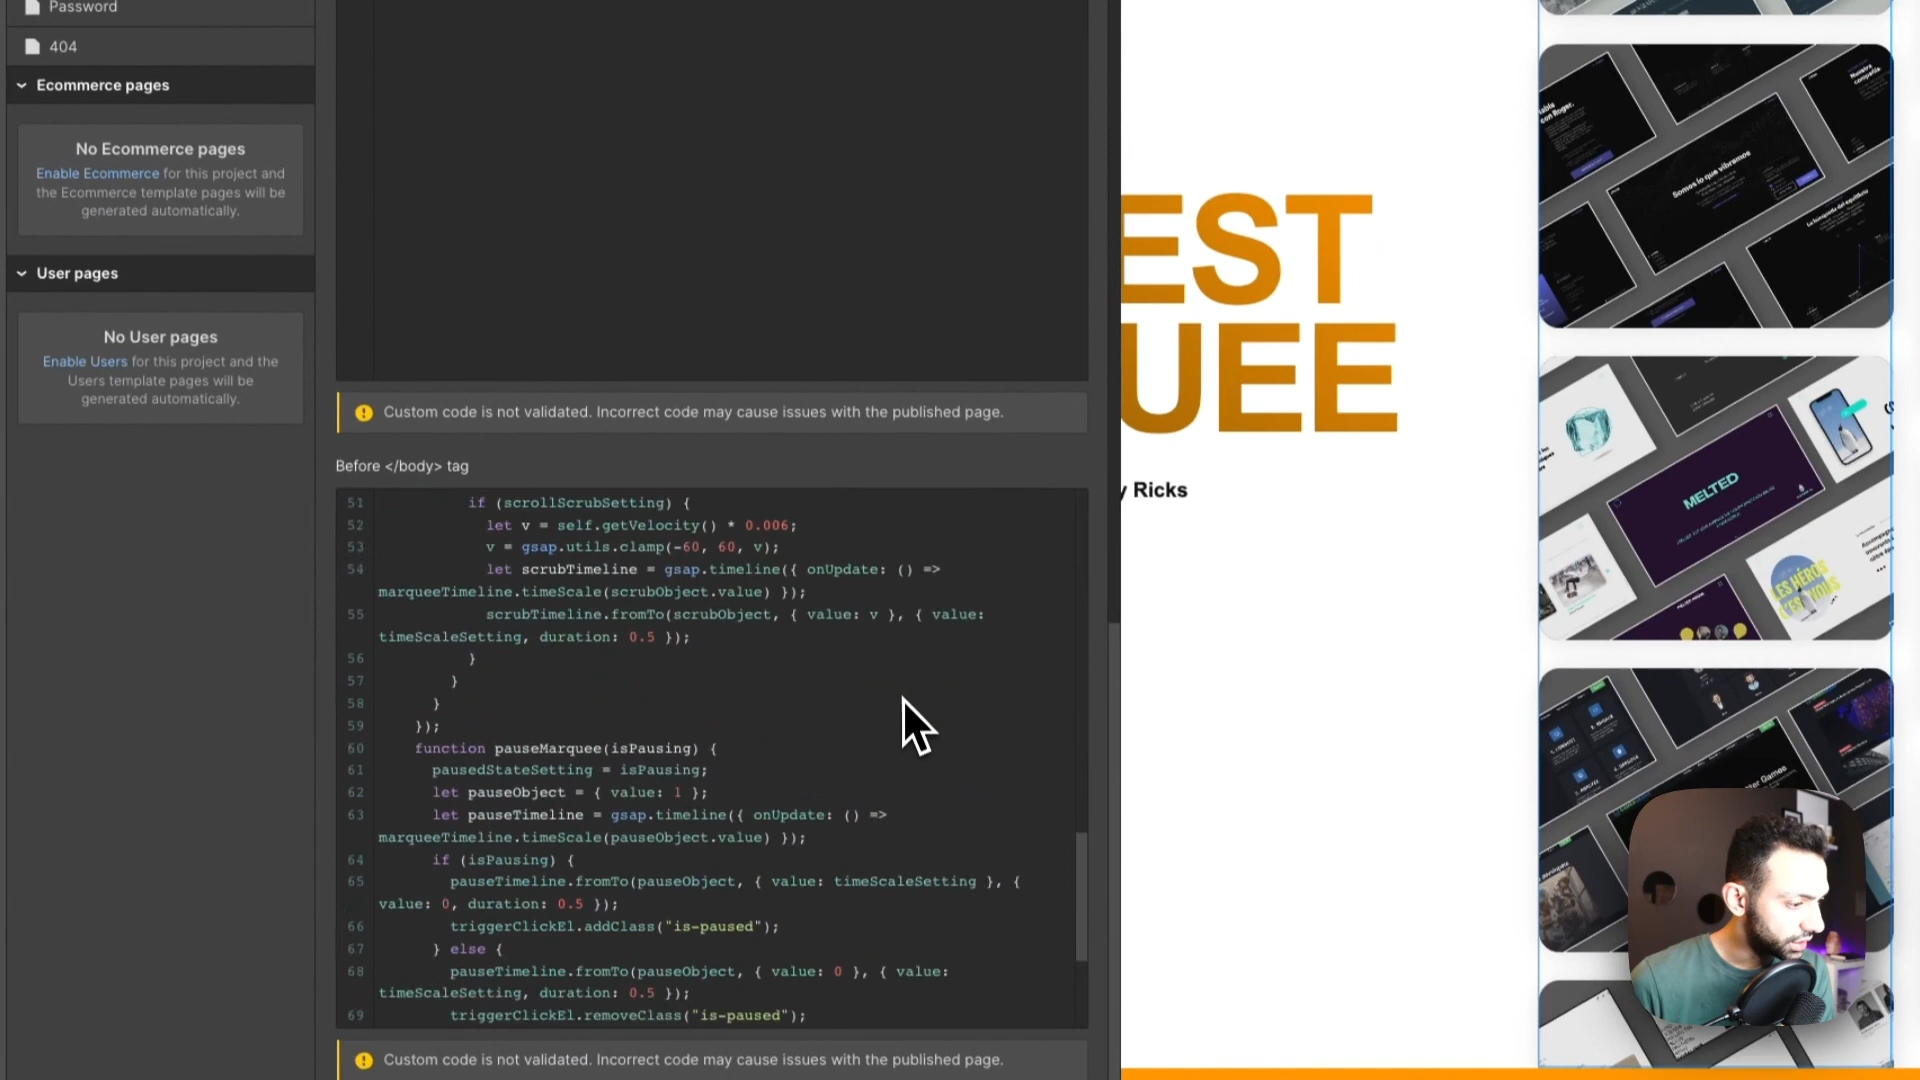 Password
404
Ecommerce pages
No Ecommerce pages
Enable Ecommerce for this project and
the Ecommerce template pages will be
generated automatically.
User pages
No User pages
Enable Users for this project and the
Users template pages will be
generated automatically.
Custom code is not validated. Incorrect code may cause issues with the published page.
Before </body> tag
51 if (scrollScrubSetting) {
52 let v = self.getVelocity() * 0.006;
53 v = gsap.utils.clamp(-60, 60, v);
54 let scrubTimeline = gsap.timeline({ onUpdate: () =>
marqueeTimeline.timeScale(scrubObject.value) });
55 scrubTimeline.fromTo(scrubObject, { value: v }, { value:
timeScaleSetting, duration: 0.5 });
56 }
57 }
58 }
59 });
60 function pauseMarquee(isPausing) {
61 pausedStateSetting = isPausing;
62 let pauseObject = { value: 1 };
63 let pauseTimeline = gsap.timeline({ onUpdate: () =>
marqueeTimeline.timeScale(pauseObject.value) });
64 if (isPausing) {
65 pauseTimeline.fromTo(pauseObject, { value: timeScaleSetting }, {
value: 0, duration: 0.5 });
66 triggerClickEl.addClass("is-paused");
67 } else {
68 pauseTimeline.fromTo(pauseObject, { value: 0 }, { value:
timeScaleSetting, duration: 0.5 });
69 triggerClickEl.removeClass("is-paused");
Custom code is not validated. Incorrect code may cause issues with the published page.
EST
UEE
y Ricks
con Roger.
Somos lo que vibramos
MELTED
LES HÉROS